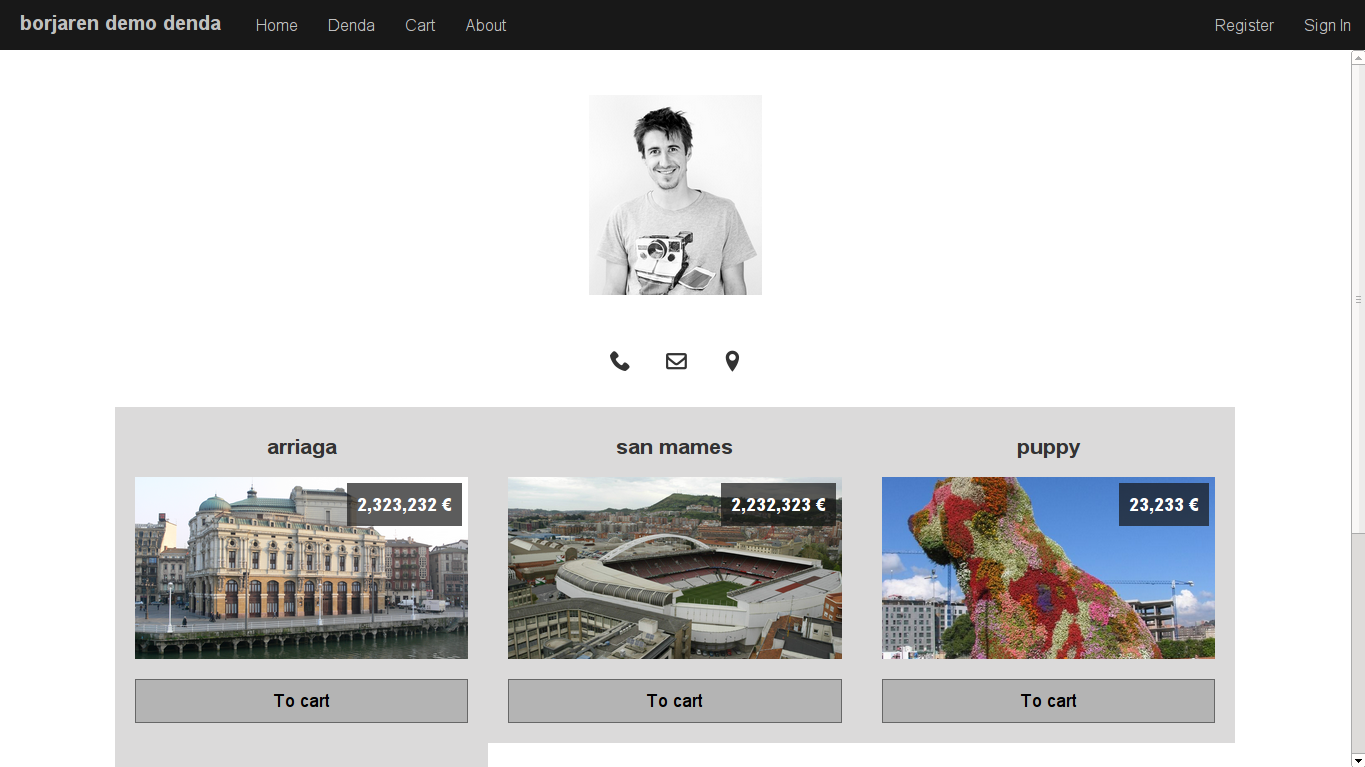 borjaren demo denda Home Denda Cart About Register Sign In
arriaga san mames puppy
2,323,232 € 2,232,323 € 23,233 €
To cart To cart To cart